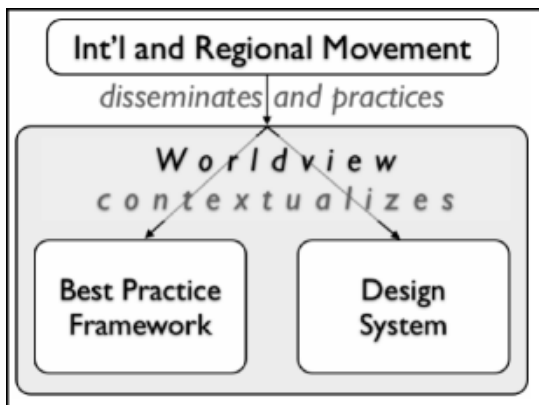 Int'l and Regional Movement
disseminates and practices
Worldview
contextualizes
Best Practice
Framework
Design
System